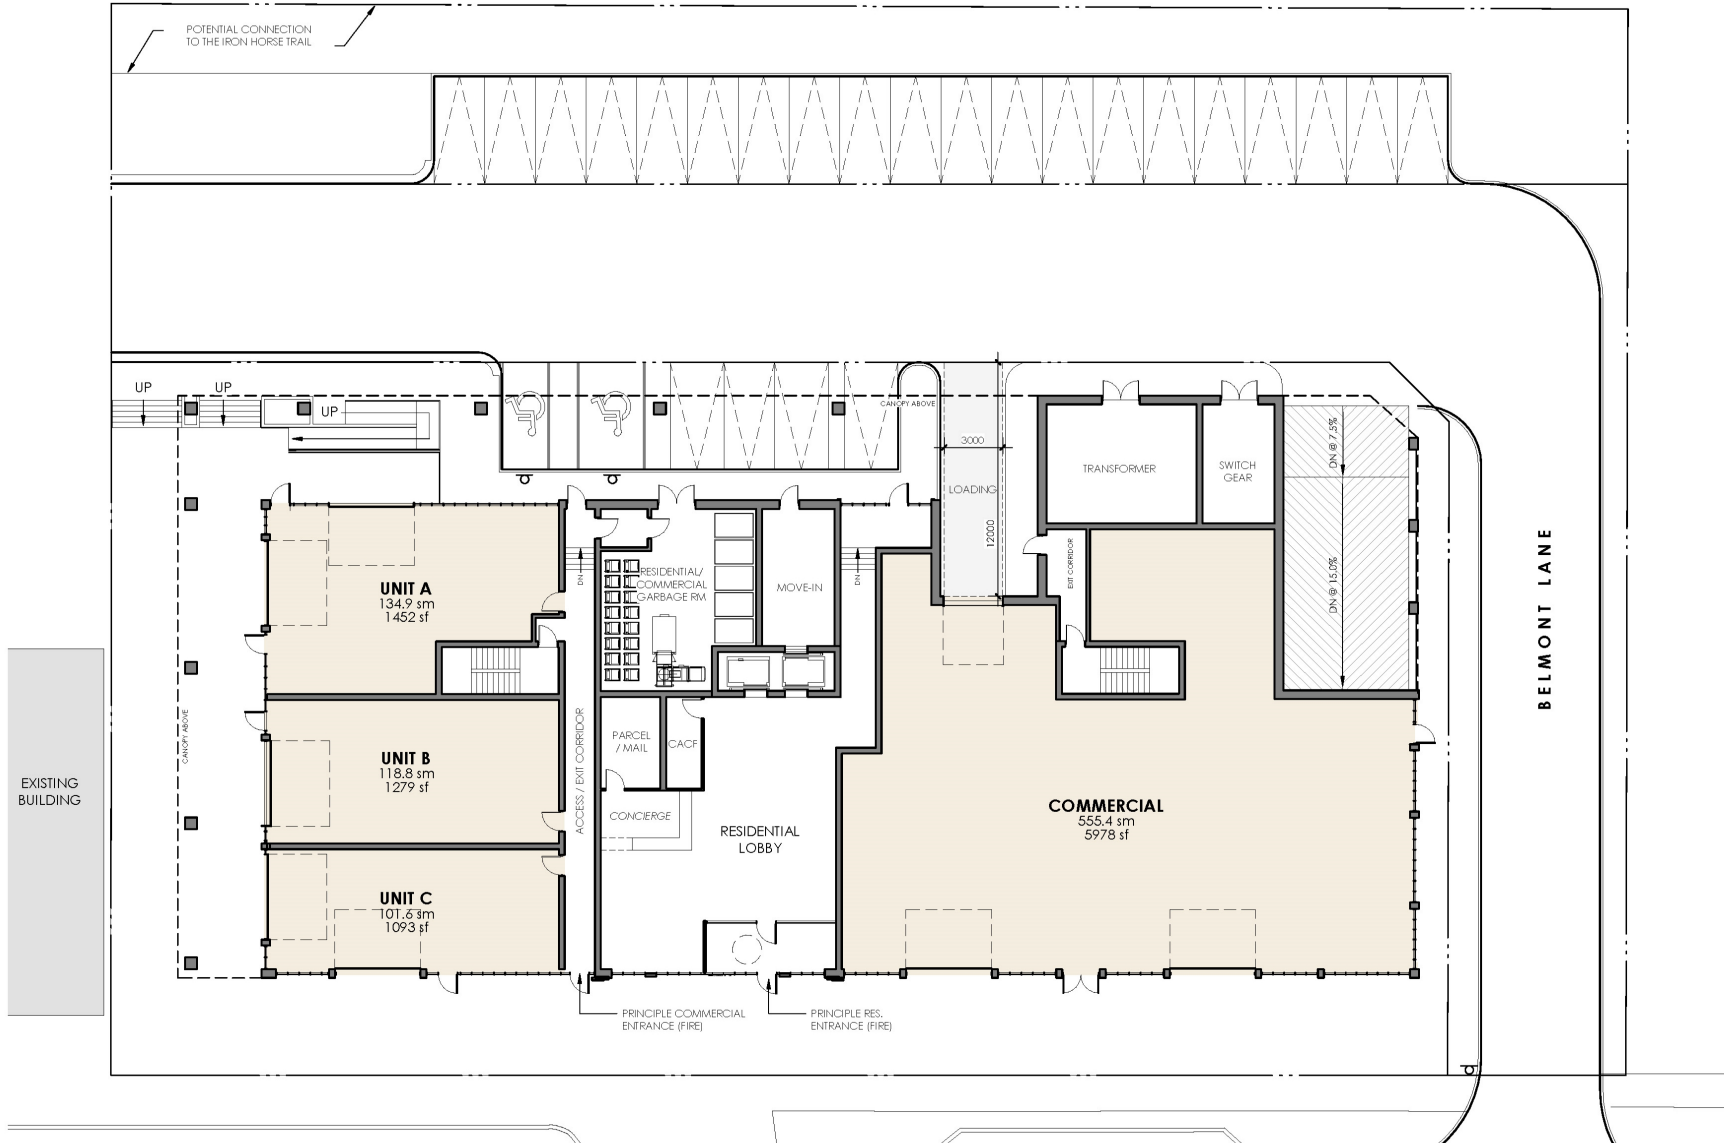 POTENTIAL CONNECTION
TO THE IRON HORSE TRAIL
UP
UP
UP
CANOPY ABOVE
3000
LOADING
12000
TRANSFORMER
SWITCH
GEAR
DN @ 7.5%
DN @ 15.0%
EXIT CORRIDOR
BELMONT LANE
UNIT A
134.9 sm
1452 sf
DN
RESIDENTIAL/
COMMERCIAL
GARBAGE RM
MOVE-IN
DN
CANOPY ABOVE
UNIT B
118.8 sm
1279 sf
ACCESS / EXIT CORRIDOR
PARCEL
/ MAIL
CACF
CONCIERGE
RESIDENTIAL
LOBBY
COMMERCIAL
555.4 sm
5978 sf
EXISTING
BUILDING
UNIT C
101.6 sm
1093 sf
PRINCIPLE COMMERCIAL
ENTRANCE (FIRE)
PRINCIPLE RES.
ENTRANCE (FIRE)